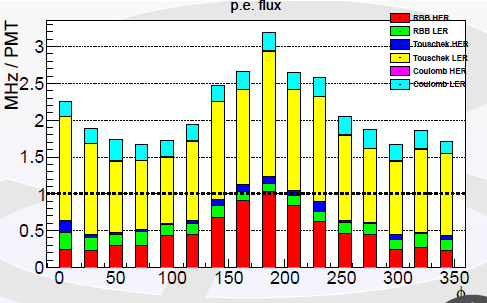 p.e. flux
MHz / PMT
3
2.5
2
1.5
1
0.5
0
0 50 100 150 200 250 300 350
ϕ
RBB HER
RBB LER
Touschek HER
Touschek LER
Coulomb HER
Coulomb LER